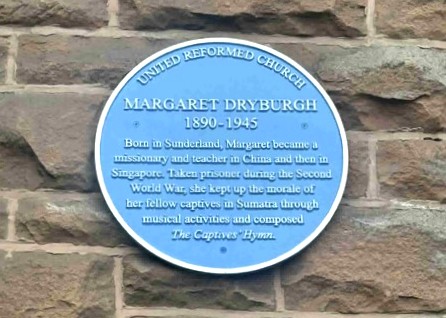 UNITED REFORMED CHURCH
MARGARET DRYBURGH
1890-1945
Born in Sunderland, Margaret became a
missionary and teacher in China and then in
Singapore. Taken prisoner during the Second
World War, she kept up the morale of
her fellow captives in Sumatra through
musical activities and composed
The Captives' Hymn.